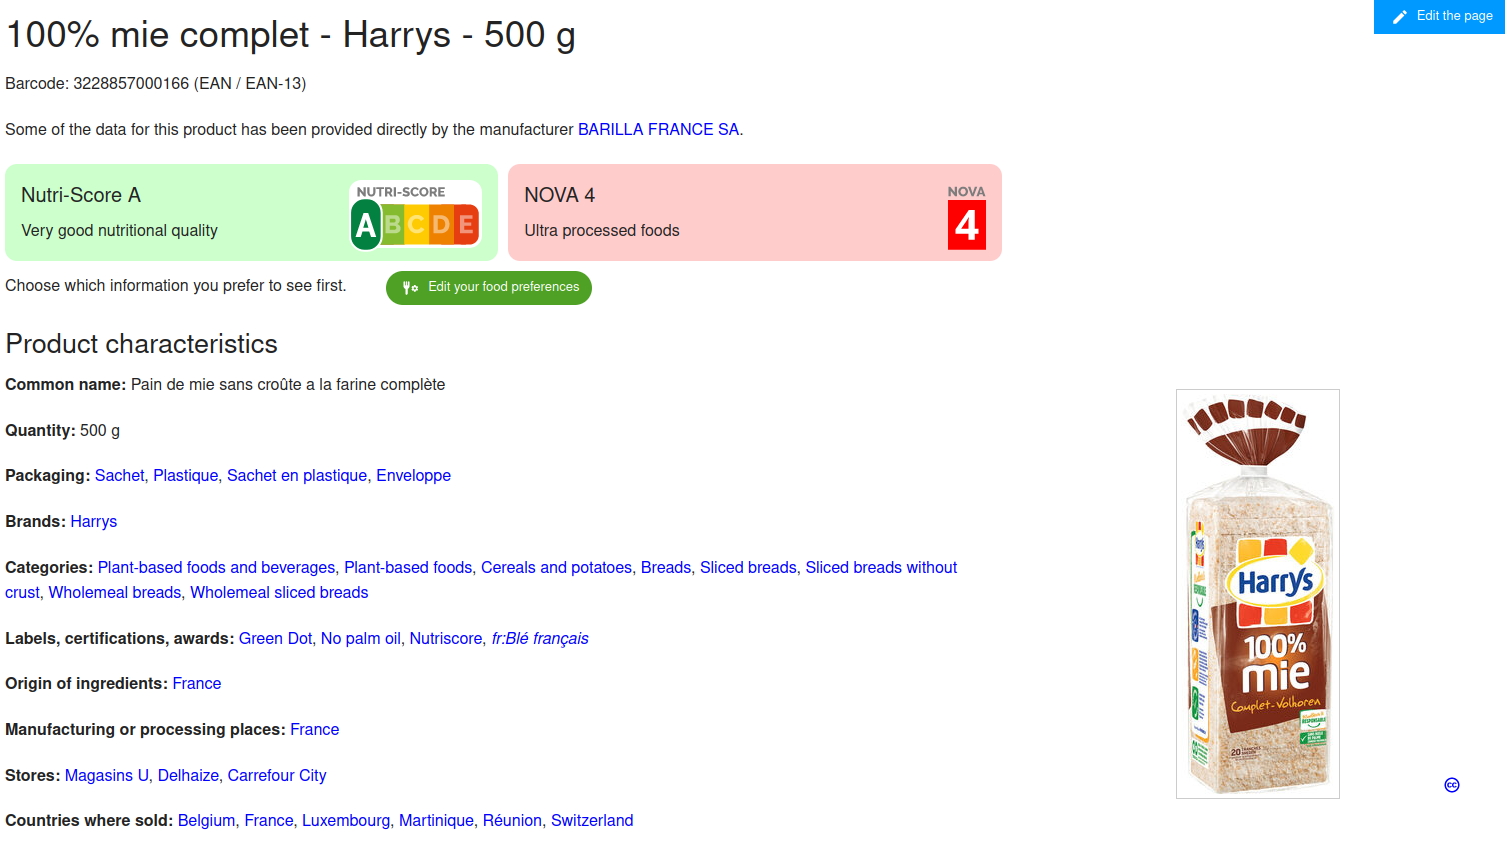 Edit the page
100% mie complet - Harrys - 500 g
Barcode: 3228857000166 (EAN / EAN-13)
Some of the data for this product has been provided directly by the manufacturer BARILLA FRANCE SA.
Nutri-Score A
Very good nutritional quality
NUTRI-SCORE
A B C D E
NOVA 4
Ultra processed foods
NOVA
4
Choose which information you prefer to see first.
Edit your food preferences
Product characteristics
Common name: Pain de mie sans croûte a la farine complète
Quantity: 500 g
Packaging: Sachet, Plastique, Sachet en plastique, Enveloppe
Brands: Harrys
Categories: Plant-based foods and beverages, Plant-based foods, Cereals and potatoes, Breads, Sliced breads, Sliced breads without
crust, Wholemeal breads, Wholemeal sliced breads
Labels, certifications, awards: Green Dot, No palm oil, Nutriscore, fr:Blé français
Origin of ingredients: France
Manufacturing or processing places: France
Stores: Magasins U, Delhaize, Carrefour City
Countries where sold: Belgium, France, Luxembourg, Martinique, Réunion, Switzerland
Harrys
100%
mie
Complet-Volkoren
20
cc